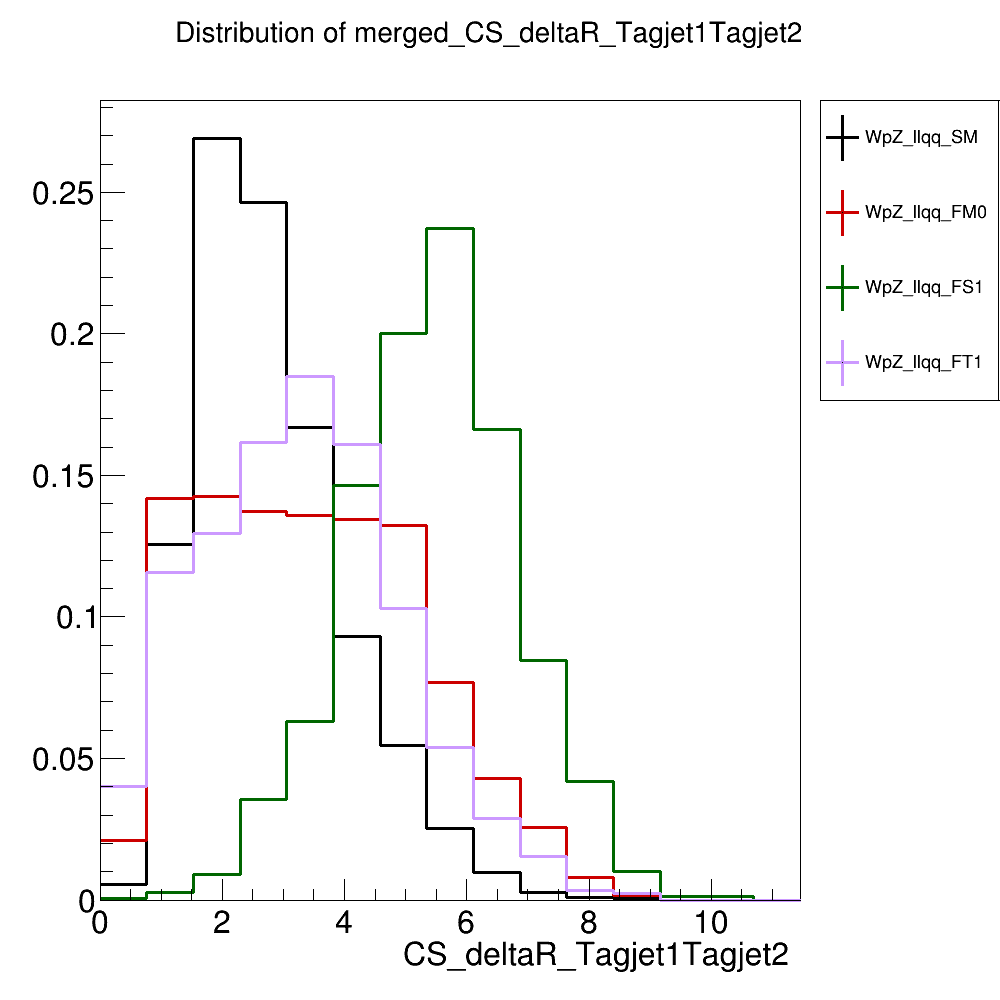 Distribution of merged_CS_deltaR_Tagjet1Tagjet2
WpZ_llqq_SM
WpZ_llqq_FM0
WpZ_llqq_FS1
WpZ_llqq_FT1
0.25
0.2
0.15
0.1
0.05
0
0 2 4 6 8 10
CS_deltaR_Tagjet1Tagjet2